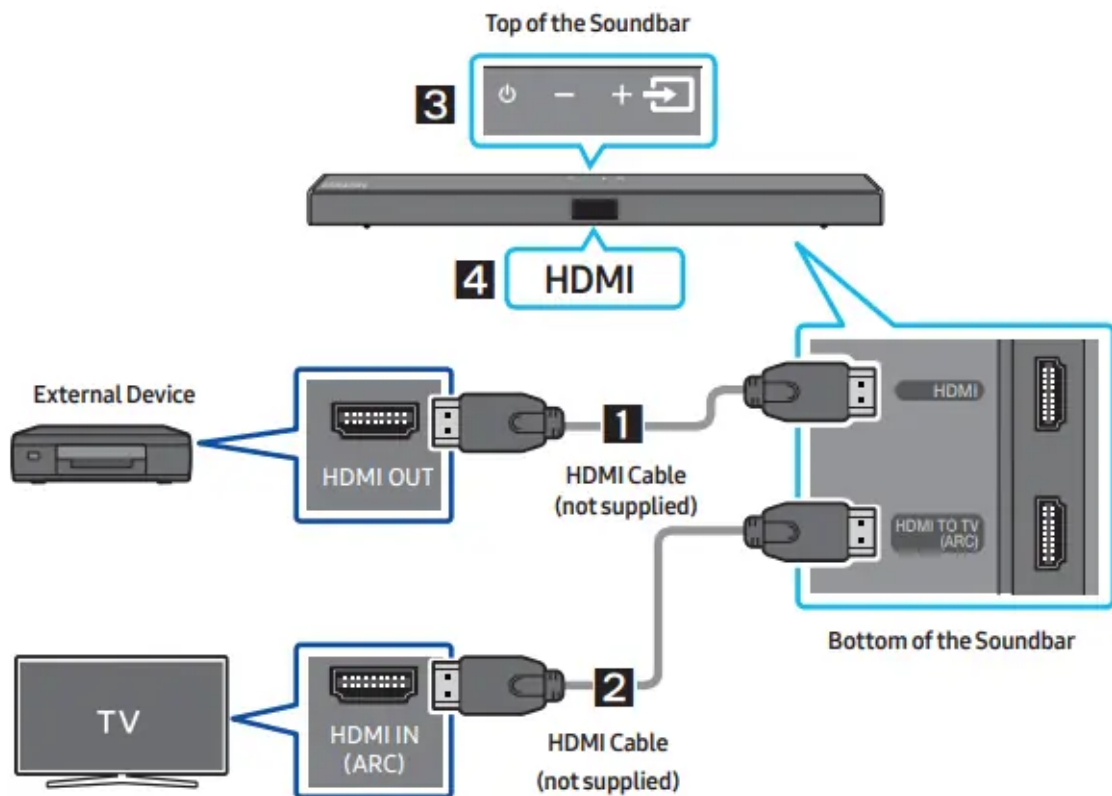 Top of the Soundbar
3
4
HDMI
External Device
HDMI OUT
1
HDMI Cable
(not supplied)
HDMI
HDMI TO TV
(ARC)
Bottom of the Soundbar
TV
HDMI IN
(ARC)
2
HDMI Cable
(not supplied)